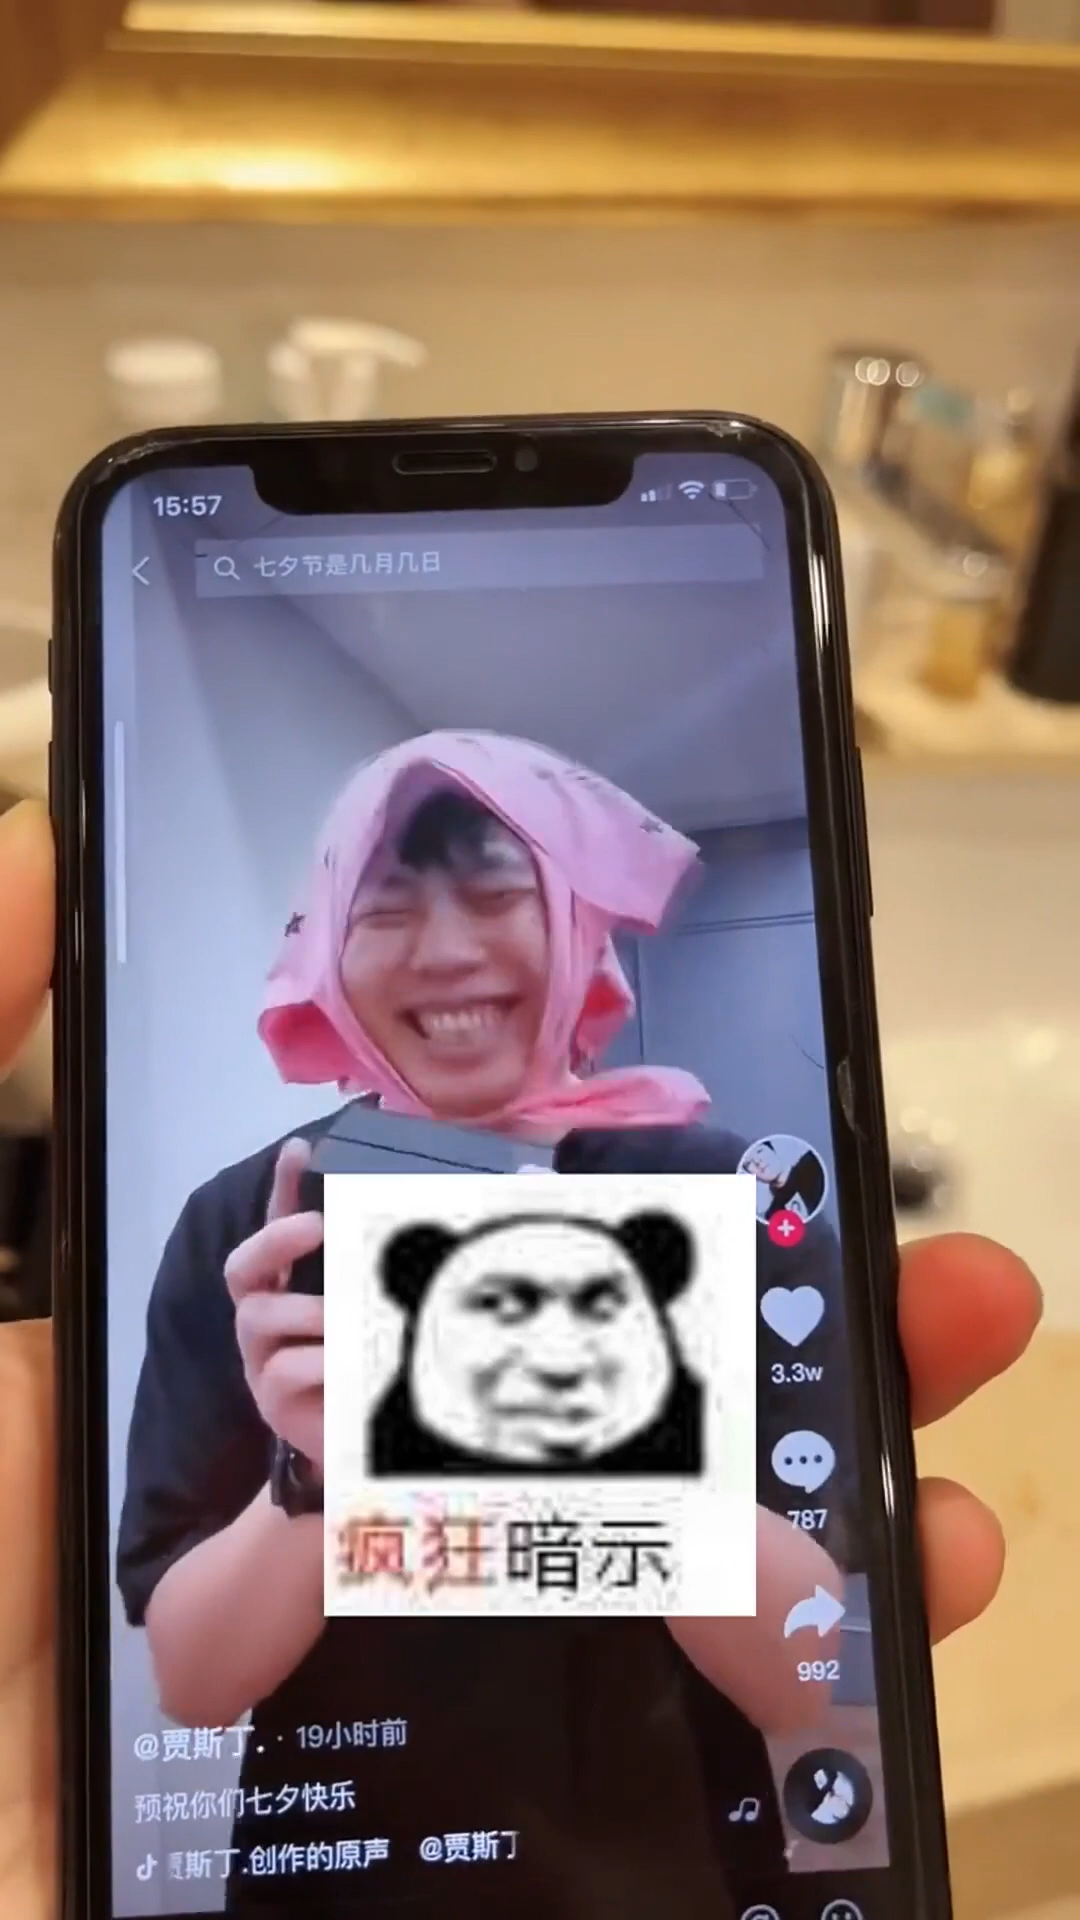 15:57
七夕节是几月几日
3.3w
787
疯狂暗示
992
@贾斯丁. · 19小时前
预祝你们七夕快乐
斯丁.创作的原声 @贾斯丁